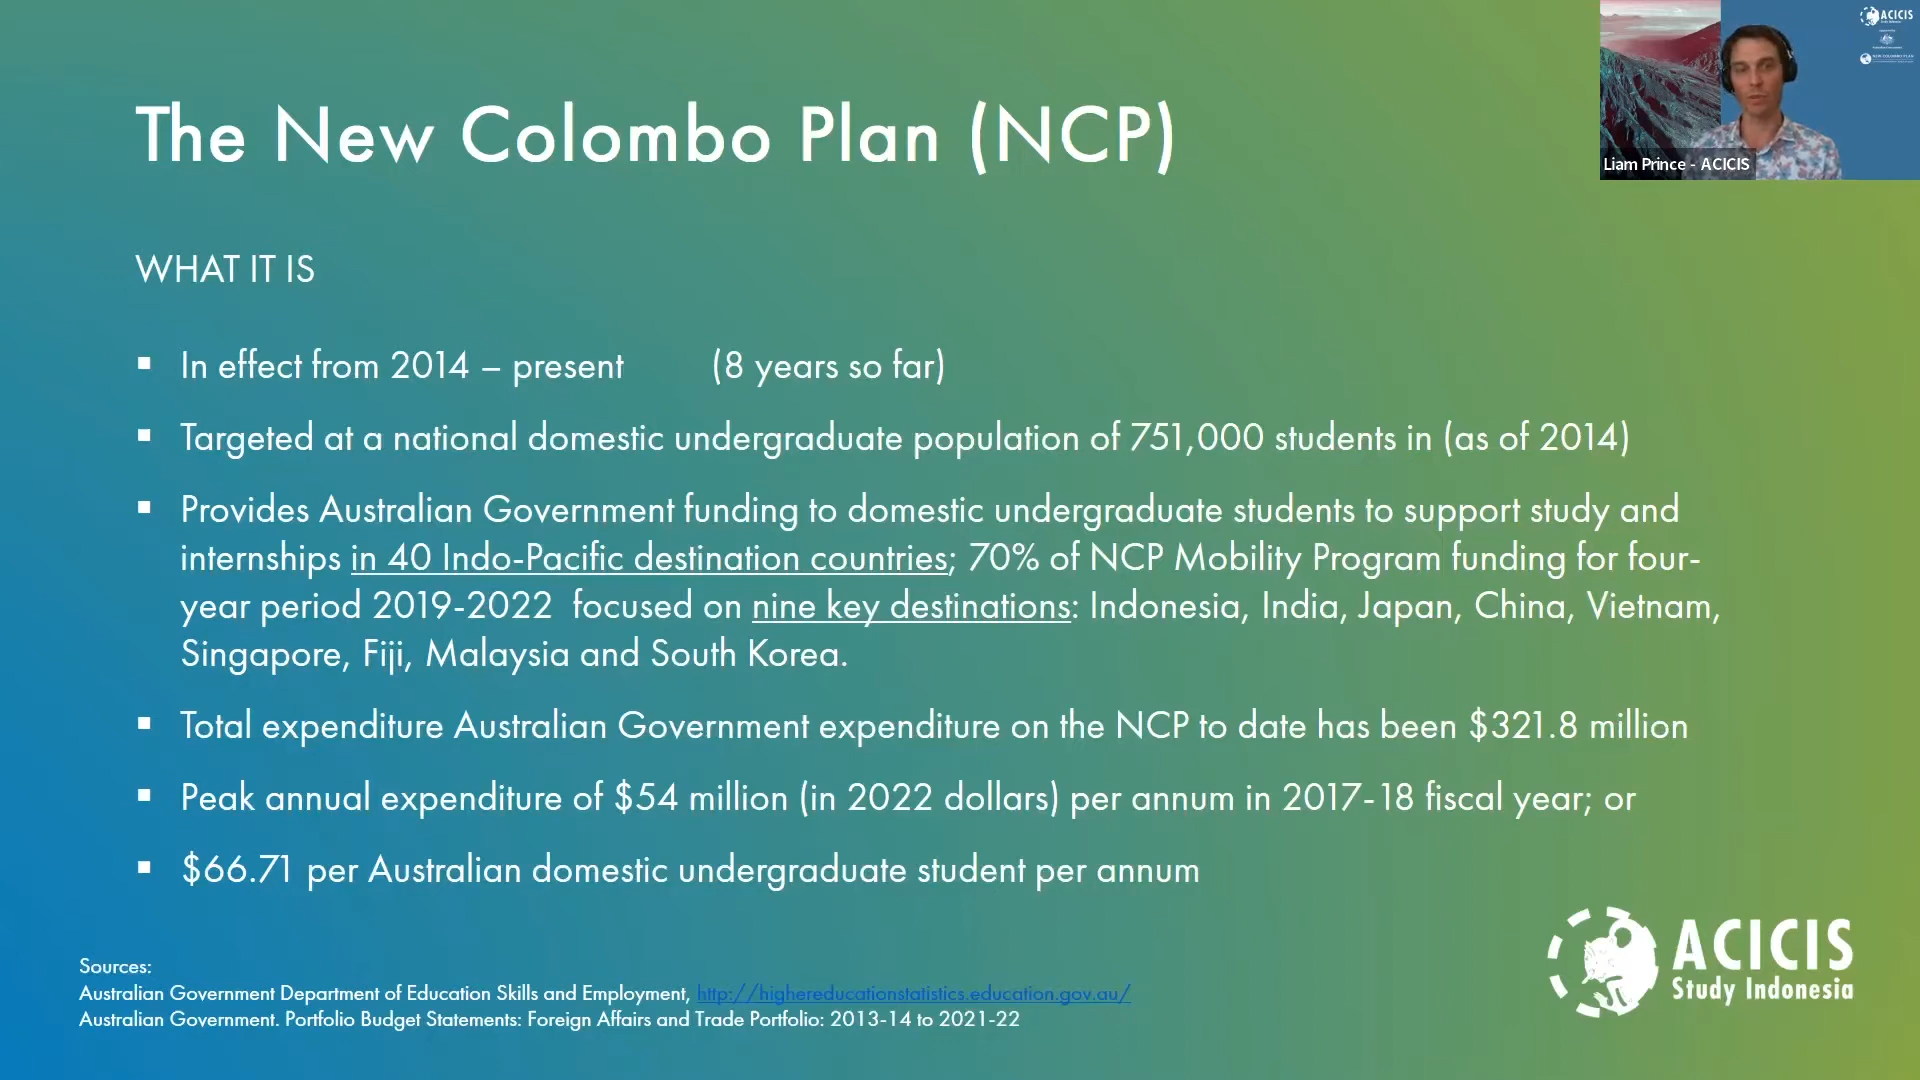 The New Colombo Plan (NCP)
ACICIS
Liam Prince - ACICIS
WHAT IT IS
▪ In effect from 2014 – present (8 years so far)
▪ Targeted at a national domestic undergraduate population of 751,000 students in (as of 2014)
▪ Provides Australian Government funding to domestic undergraduate students to support study and
internships in 40 Indo-Pacific destination countries; 70% of NCP Mobility Program funding for four-
year period 2019-2022 focused on nine key destinations: Indonesia, India, Japan, China, Vietnam,
Singapore, Fiji, Malaysia and South Korea.
▪ Total expenditure Australian Government expenditure on the NCP to date has been $321.8 million
▪ Peak annual expenditure of $54 million (in 2022 dollars) per annum in 2017-18 fiscal year; or
▪ $66.71 per Australian domestic undergraduate student per annum
ACICIS
Study Indonesia
Sources:
Australian Government Department of Education Skills and Employment, http://highereducationstatistics.education.gov.au/
Australian Government. Portfolio Budget Statements: Foreign Affairs and Trade Portfolio: 2013-14 to 2021-22